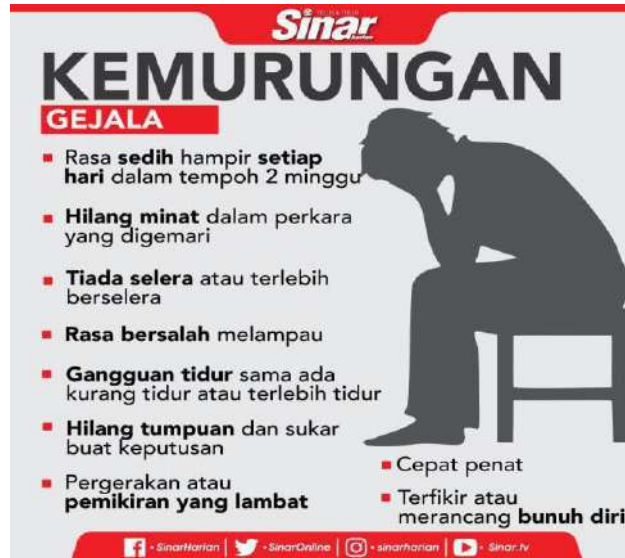 Sinar
KEMURUNGAN
GEJALA
Rasa sedih hampir setiap
hari dalam tempoh 2 minggu
Hilang minat dalam perkara
yang digemari
Tiada selera atau terlebih
berselera
Rasa bersalah melampau
Gangguan tidur sama ada
kurang tidur atau terlebih tidur
Hilang tumpuan dan sukar
buat keputusan
Pergerakan atau
pemikiran yang lambat
Cepat penat
Terfikir atau
merancang bunuh diri
SinarHarian | SinarOnline | sinarharian | Sinar.tv